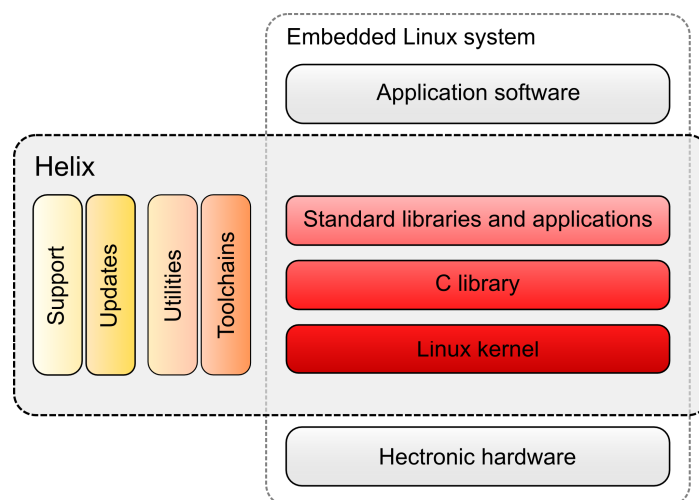 Embedded Linux system
Application software
Helix
Support
Updates
Utilities
Toolchains
Standard libraries and applications
C library
Linux kernel
Hectronic hardware